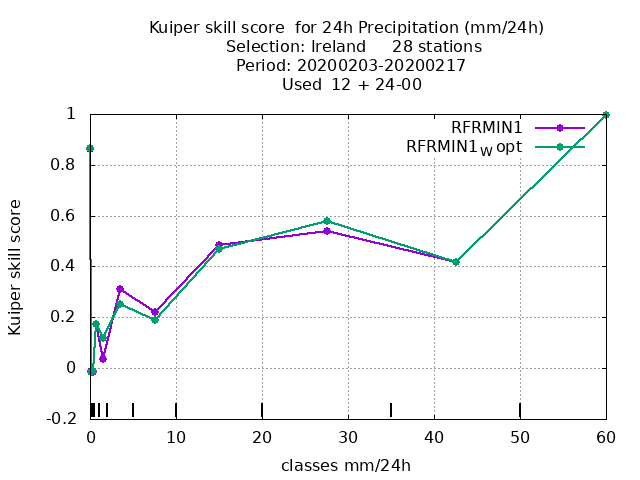 Kuiper skill score  for 24h Precipitation (mm/24h)
Selection: Ireland     28 stations
Period: 20200203-20200217
Used  12 + 24-00
RFRMIN1
RFRMIN1W opt
1
0.8
0.6
0.4
0.2
0
-0.2
Kuiper skill score
0 10 20 30 40 50 60
classes mm/24h